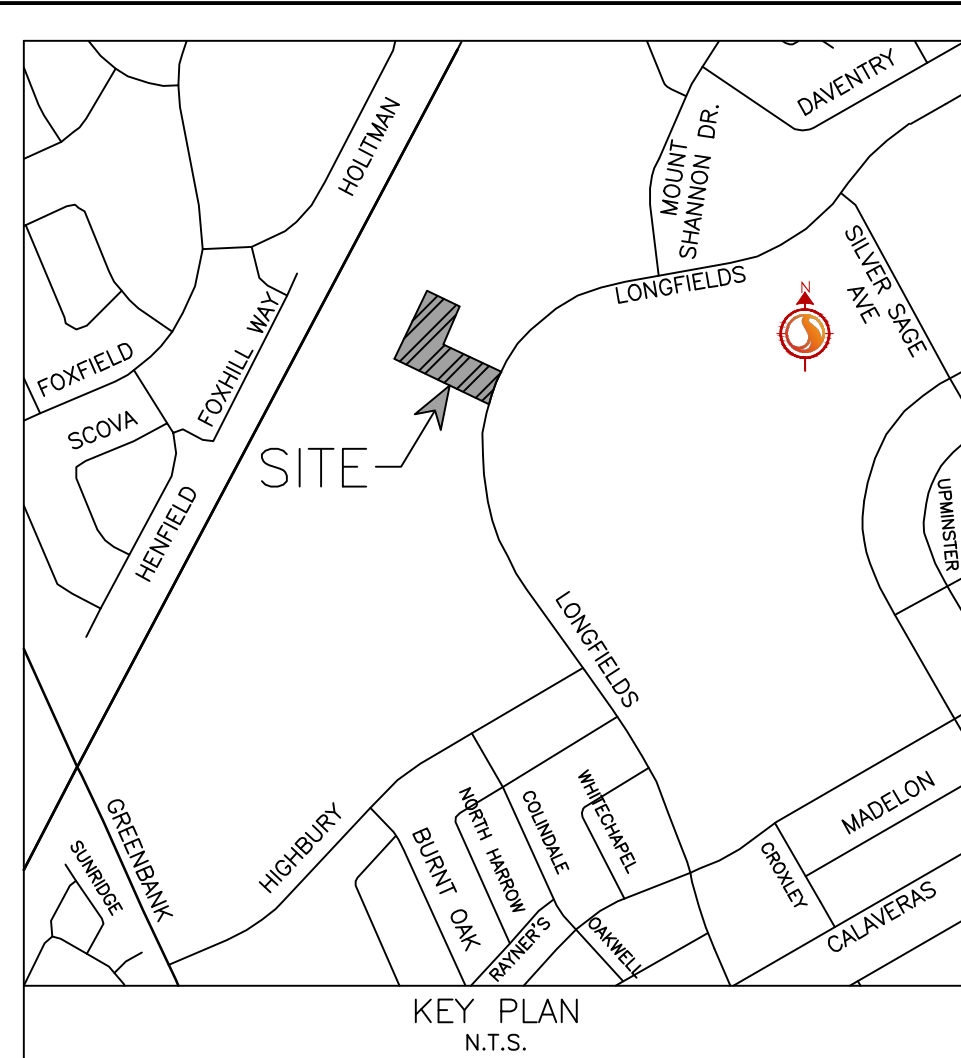 DAVENTRY
HOLITMAN
MOUNT
SHANNON DR.
N
SILVER SAGE
AVE
LONGFIELDS
FOXHILL WAY
FOXFIELD
SCOVA
SITE
HENFIELD
UPMINSTER
LONGFIELDS
GREENBANK
SUNRIDGE
HIGHBURY
BURNT OAK
NORTH HARROW
COLINDALE
WHITECHAPEL
RAYNER'S
OAKWELL
CROXLEY
MADELON
CALAVERAS
KEY PLAN
N.T.S.